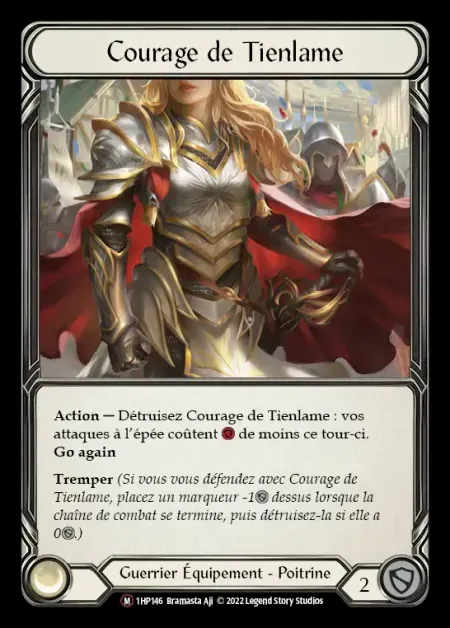 Courage de Tienlame
Action — Détruisez Courage de Tienlame : vos
attaques à l'épée coûtent de moins ce tour-ci.
Go again
Tremper (Si vous vous défendez avec Courage de
Tienlame, placez un marqueur -1 dessus lorsque la
chaîne de combat se termine, puis détruisez-la si elle a
0.)
Guerrier Équipement - Poitrine
2
M 1HP146 Bramasta Aji © 2022 Legend Story Studios